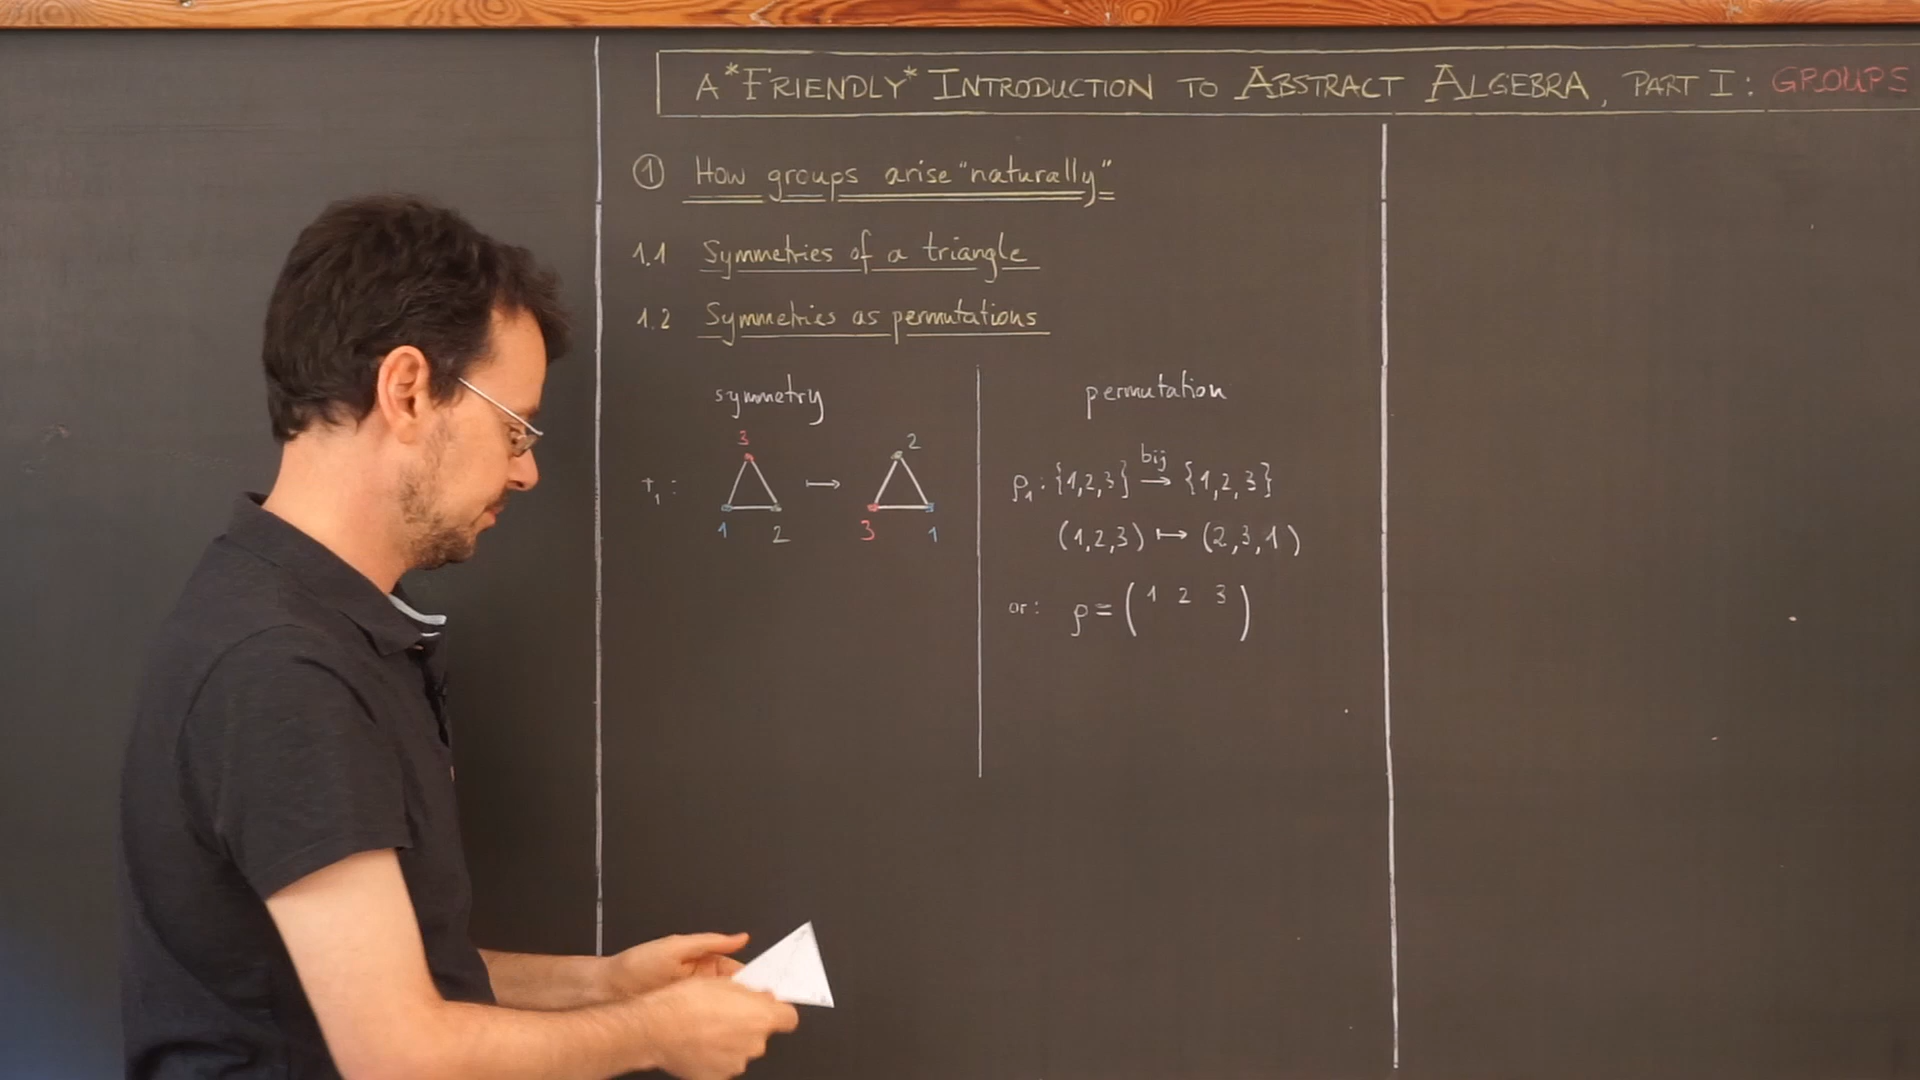 A *FRIENDLY* INTRODUCTION TO ABSTRACT ALGEBRA, PART I: GROUPS
① How groups arise "naturally"
1.1 Symmetries of a triangle
1.2 Symmetries as permutations
symmetry
3 2
1 2 ⟼ 3 1
permutation
ρ₁: {1,2,3} bij→ {1,2,3}
(1,2,3) ↦ (2,3,1)
or: ρ = ( 1 2 3 )